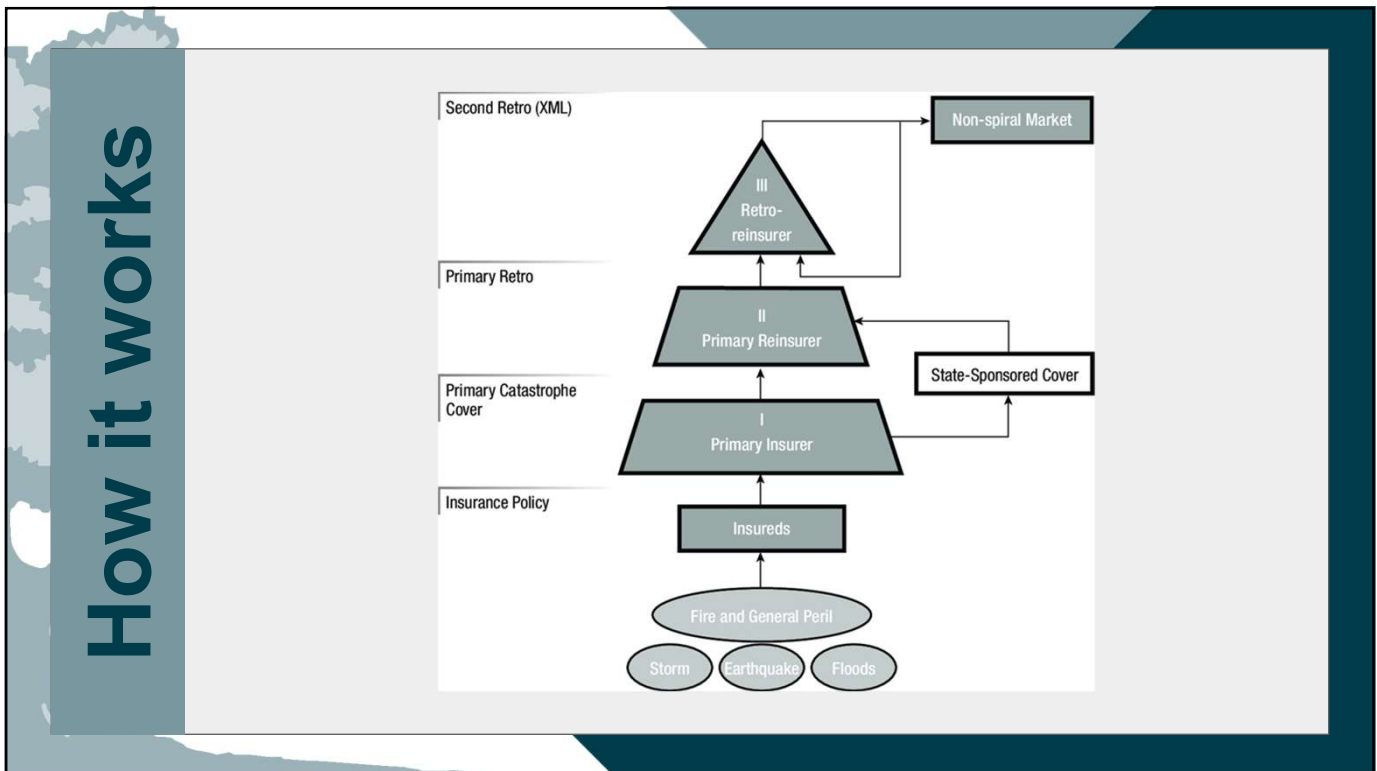 How it works
Second Retro (XML)
Non-spiral Market
III
Retro-
reinsurer
Primary Retro
II
Primary Reinsurer
State-Sponsored Cover
Primary Catastrophe
Cover
I
Primary Insurer
Insurance Policy
Insureds
Fire and General Peril
Storm
Earthquake
Floods